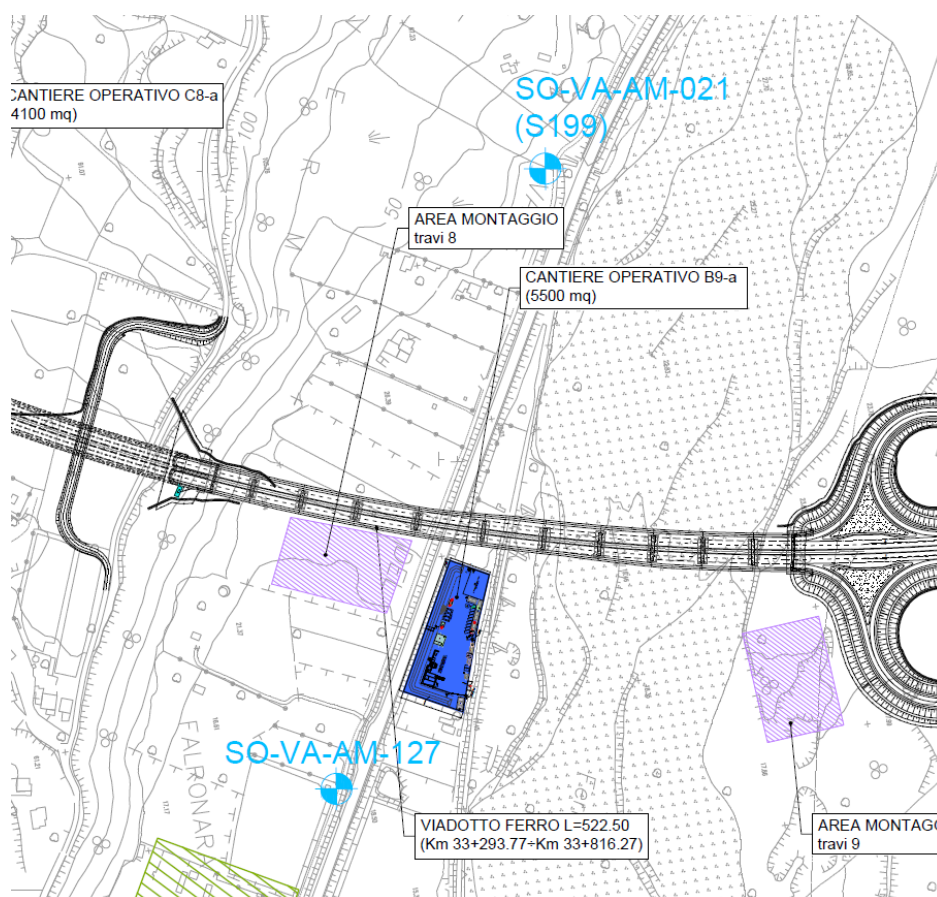 CANTIERE OPERATIVO C8-a
4100 mq)
SO-VA-AM-021
(S199)
100
50
AREA MONTAGGIO
travi 8
CANTIERE OPERATIVO B9-a
(5500 mq)
SO-VA-AM-127
FALRONAR
VIADOTTO FERRO L=522.50
(Km 33+293.77÷Km 33+816.27)
AREA MONTAGG
travi 9